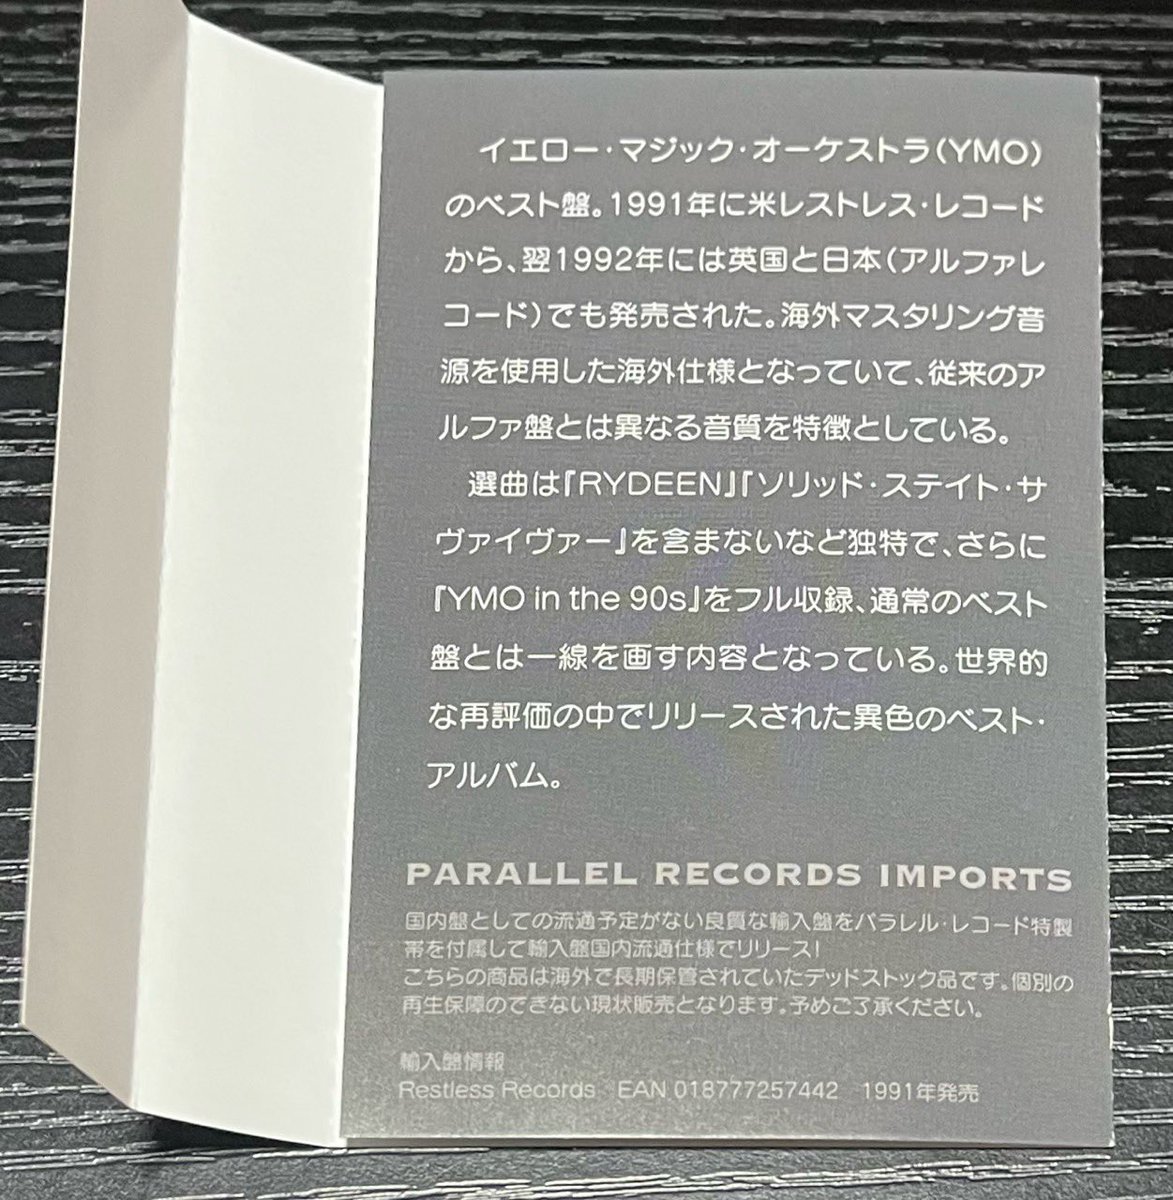 イエロー・マジック・オーケストラ(YMO)
のベスト盤。1991年に米レストレス・レコード
から、翌1992年には英国と日本(アルファレ
コード)でも発売された。海外マスタリング音
源を使用した海外仕様となっていて、従来のア
ルファ盤とは異なる音質を特徴としている。
選曲は『RYDEEN』『ソリッド・ステイト・サ
ヴァイヴァー』を含まないなど独特で、さらに
『YMO in the 90s』をフル収録、通常のベスト
盤とは一線を画す内容となっている。世界的
な再評価の中でリリースされた異色のベスト・
アルバム。
PARALLEL RECORDS IMPORTS
国内盤としての流通予定がない良質な輸入盤をパラレル・レコード特製
帯を付属して輸入盤国内流通仕様でリリース!
こちらの商品は海外で長期保管されていたデッドストック品です。個別の
再生保障のできない現状販売となります。予めご了承ください。
輸入盤情報
Restless Records EAN 018777257442 1991年発売